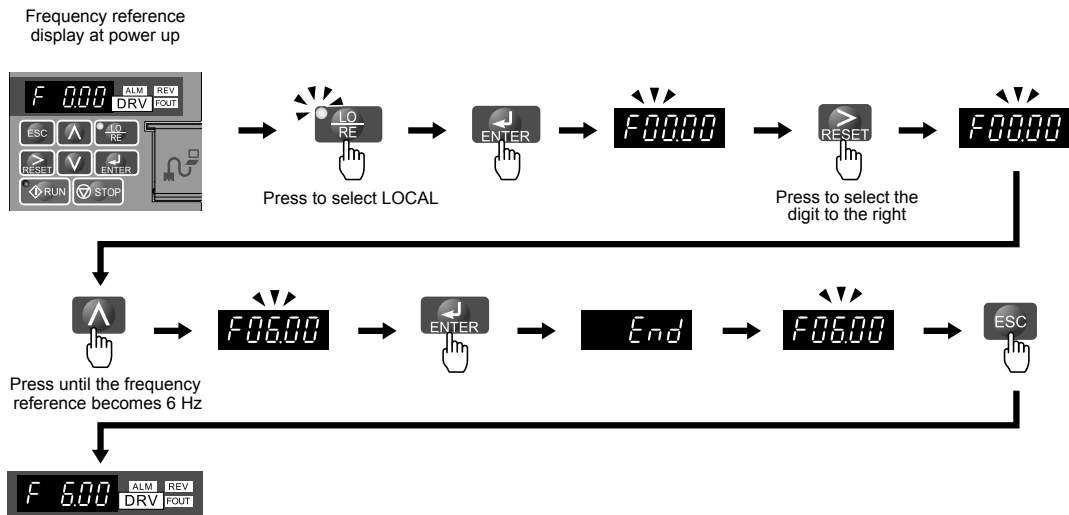 Frequency reference
display at power up
F 0.00
ALM REV
DRV FOUT
ESC LO
RE
RESET ENTER
RUN STOP
LO
RE
Press to select LOCAL
ENTER
F00.00
RESET
Press to select the
digit to the right
F00.00
Press until the frequency
reference becomes 6 Hz
F06.00
ENTER
End
F06.00
ESC
F 6.00
ALM REV
DRV FOUT